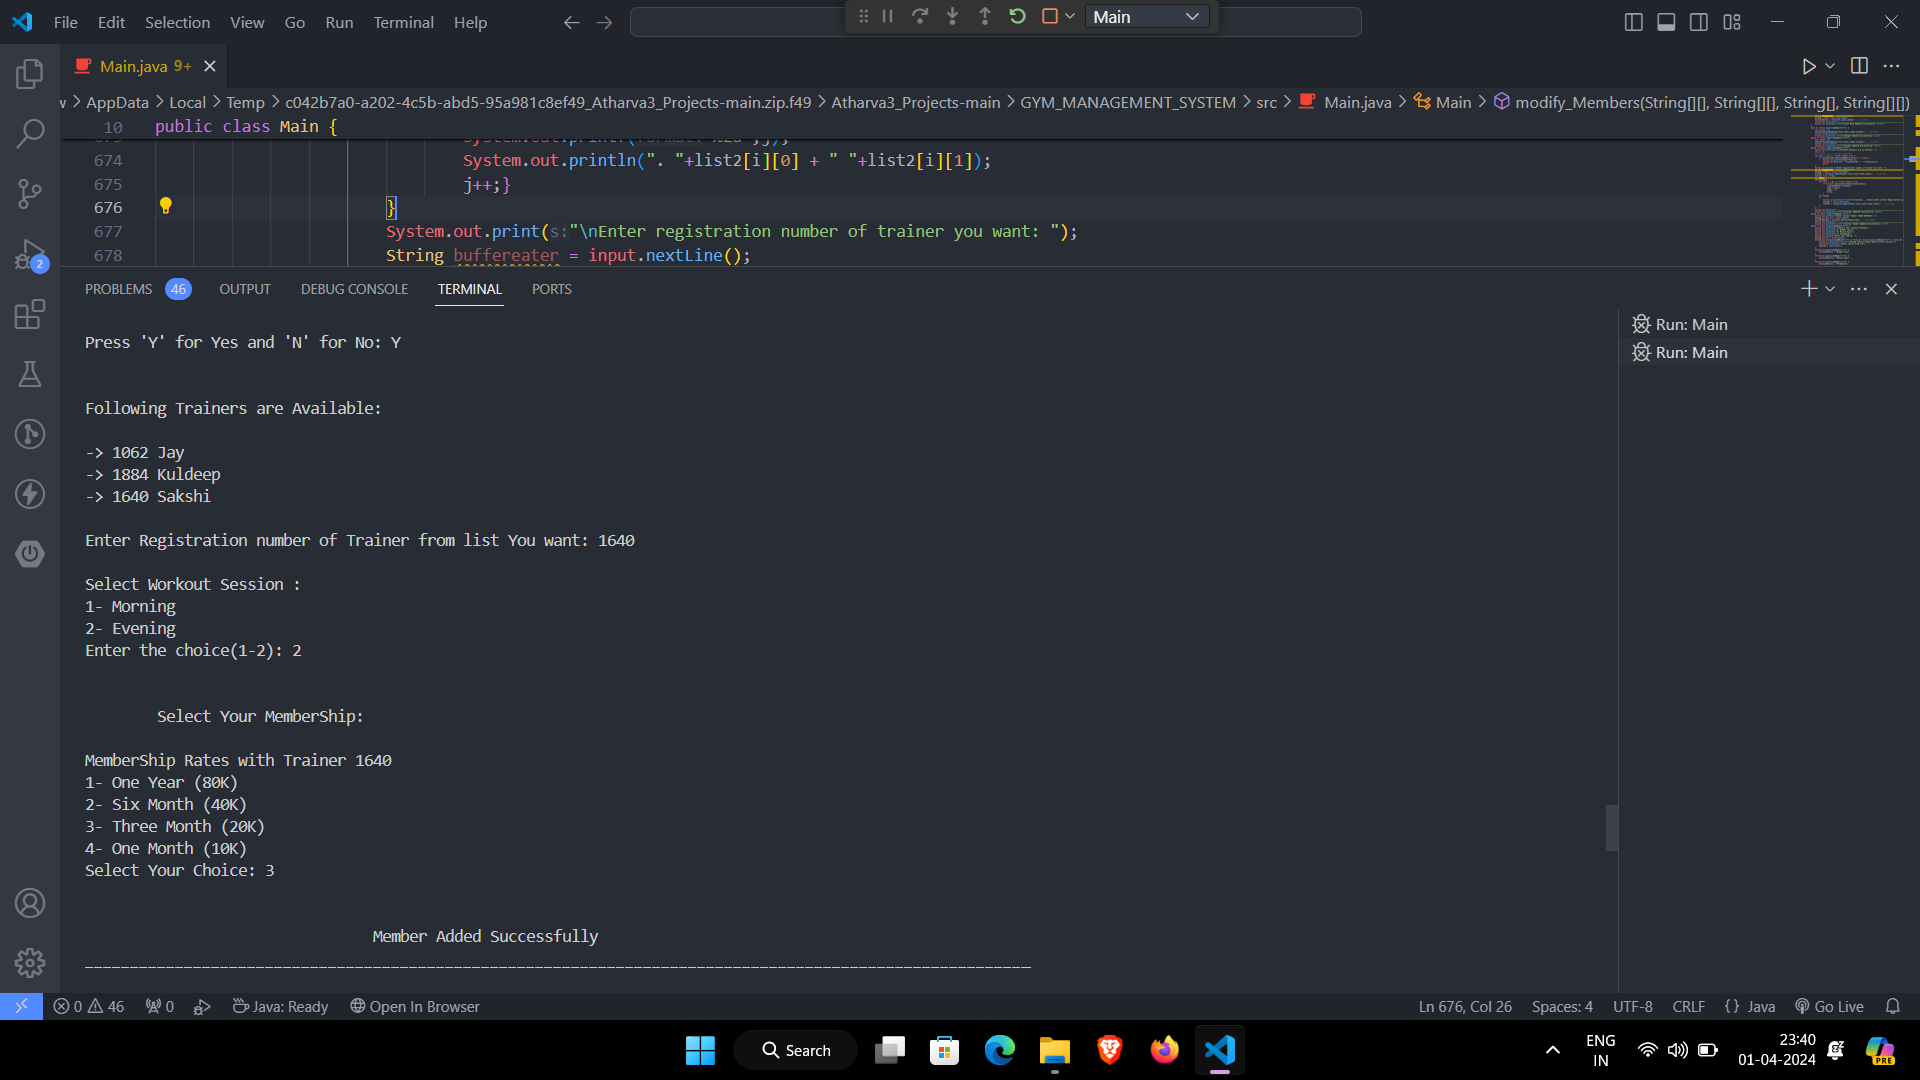 File Edit Selection View Go Run Terminal Help
Main
Main.java 9+
AppData > Local > Temp > c042b7a0-a202-4c5b-abd5-95a981c8ef49_Atharva3_Projects-main.zip.f49 > Atharva3_Projects-main > GYM_MANAGEMENT_SYSTEM > src > Main.java > Main > modify_Members(String[][], String[][], String[], String[][])
10 public class Main {
674 System.out.println(". "+list2[i][0] + " "+list2[i][1]);
675 j++;}
676 }
677 System.out.print(s:"\nEnter registration number of trainer you want: ");
678 String buffereater = input.nextLine();
PROBLEMS 46 OUTPUT DEBUG CONSOLE TERMINAL PORTS
Run: Main
Run: Main
Press 'Y' for Yes and 'N' for No: Y
Following Trainers are Available:
-> 1062 Jay
-> 1884 Kuldeep
-> 1640 Sakshi
Enter Registration number of Trainer from list You want: 1640
Select Workout Session :
1- Morning
2- Evening
Enter the choice(1-2): 2
Select Your MemberShip:
MemberShip Rates with Trainer 1640
1- One Year (80K)
2- Six Month (40K)
3- Three Month (20K)
4- One Month (10K)
Select Your Choice: 3
Member Added Successfully
2
0 46 0 Java: Ready Open In Browser Ln 676, Col 26 Spaces: 4 UTF-8 CRLF {} Java Go Live
Search
ENG
IN
23:40
01-04-2024
PRE